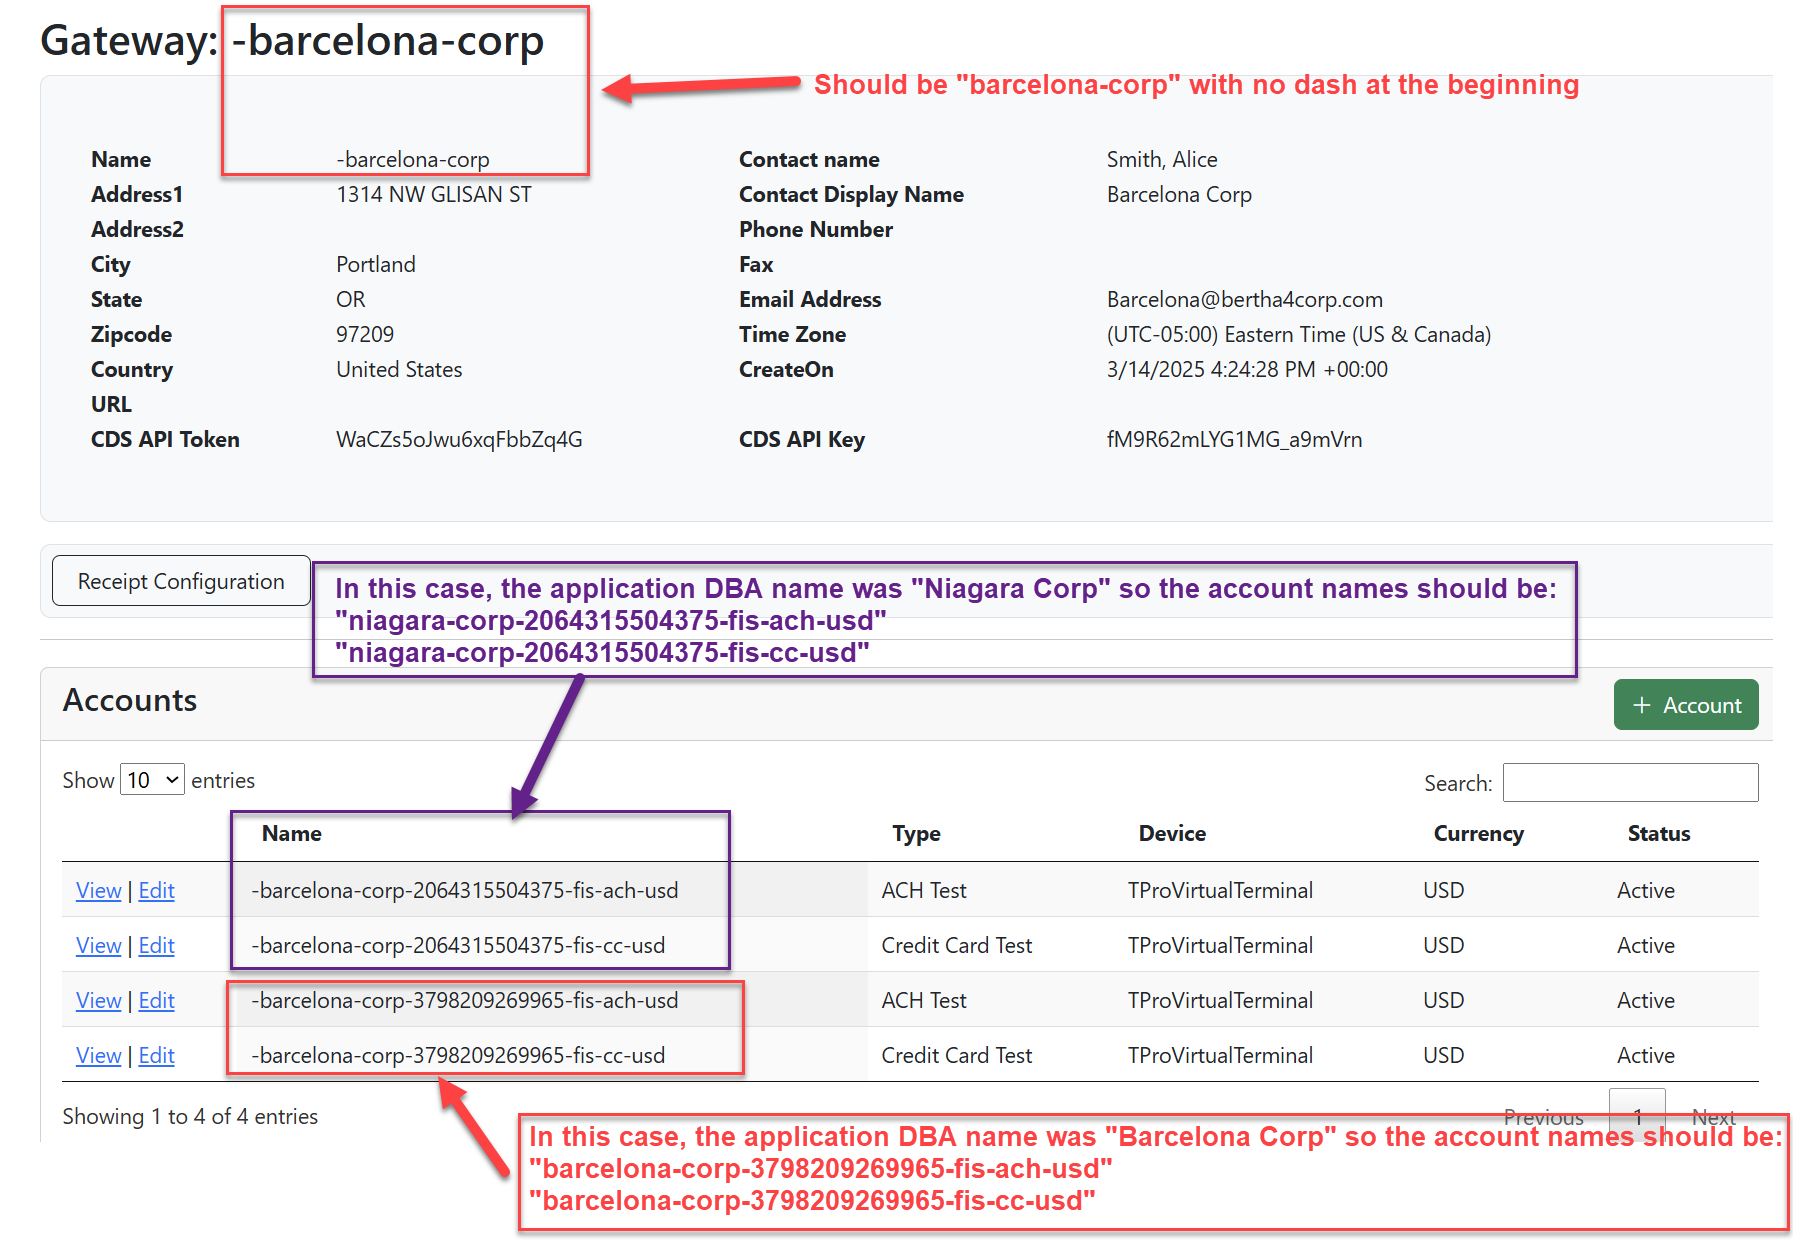 Gateway: -barcelona-corp
Should be "barcelona-corp" with no dash at the beginning
Name -barcelona-corp Contact name Smith, Alice
Address1 1314 NW GLISAN ST Contact Display Name Barcelona Corp
Address2 Phone Number
City Portland Fax
State OR Email Address Barcelona@bertha4corp.com
Zipcode 97209 Time Zone (UTC-05:00) Eastern Time (US & Canada)
Country United States CreateOn 3/14/2025 4:24:28 PM +00:00
URL
CDS API Token WaCZs5oJwu6xqFbbZq4G CDS API Key fM9R62mLYG1MG_a9mVrn
Receipt Configuration
In this case, the application DBA name was "Niagara Corp" so the account names should be:
"niagara-corp-2064315504375-fis-ach-usd"
"niagara-corp-2064315504375-fis-cc-usd"
Accounts
+ Account
Show 10 entries
Search:
Name Type Device Currency Status
View | Edit -barcelona-corp-2064315504375-fis-ach-usd ACH Test TProVirtualTerminal USD Active
View | Edit -barcelona-corp-2064315504375-fis-cc-usd Credit Card Test TProVirtualTerminal USD Active
View | Edit -barcelona-corp-3798209269965-fis-ach-usd ACH Test TProVirtualTerminal USD Active
View | Edit -barcelona-corp-3798209269965-fis-cc-usd Credit Card Test TProVirtualTerminal USD Active
Showing 1 to 4 of 4 entries
Previous 1 Next
In this case, the application DBA name was "Barcelona Corp" so the account names should be:
"barcelona-corp-3798209269965-fis-ach-usd"
"barcelona-corp-3798209269965-fis-cc-usd"